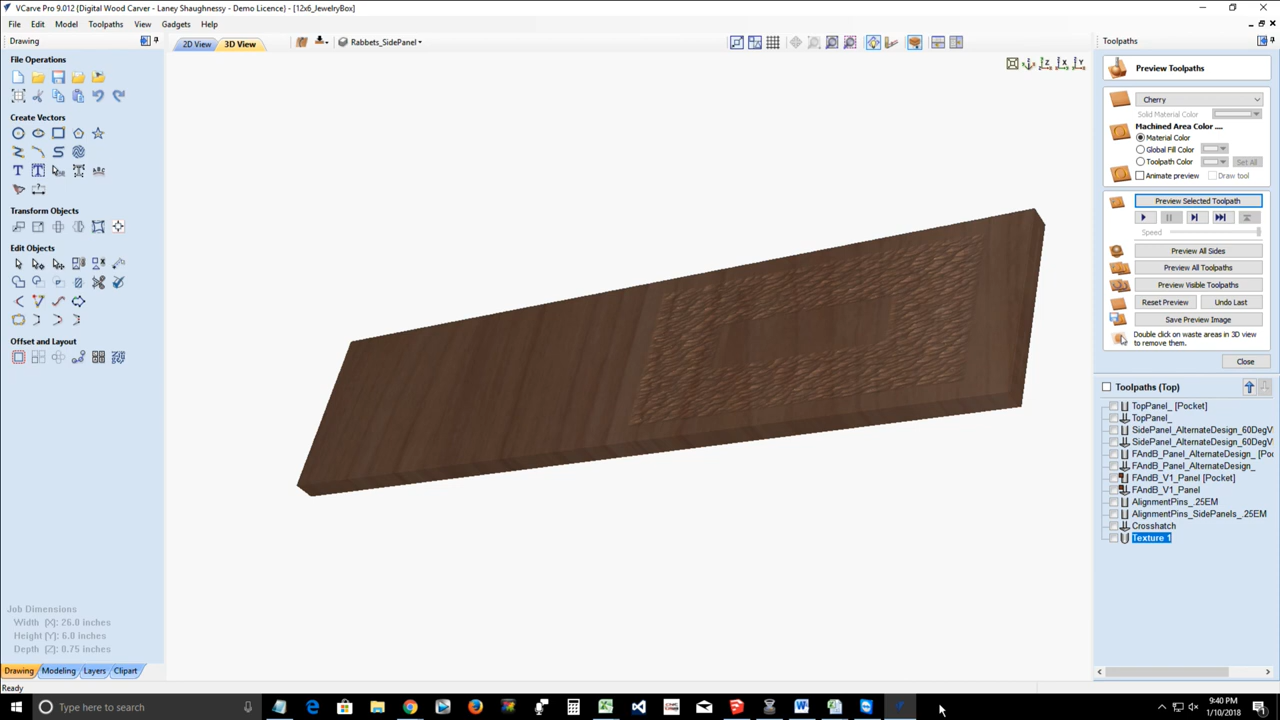 VCarve Pro 9.012 {Digital Wood Carver - Laney Shaughnessy - Demo Licence} - [12x6_JewelryBox]
File Edit Model Toolpaths View Gadgets Help
Drawing
2D View 3D View Rabbets_SidePanel
Toolpaths
File Operations
Create Vectors
Transform Objects
Edit Objects
Offset and Layout
Job Dimensions
Width (X): 26.0 inches
Height (Y): 6.0 inches
Depth (Z): 0.75 inches
Drawing Modeling Layers Clipart
Ready
Preview Toolpaths
Cherry
Solid Material Color
Machined Area Color ....
Material Color
Global Fill Color
Toolpath Color Set All
Animate preview Draw tool
Preview Selected Toolpath
Speed
Preview All Sides
Preview All Toolpaths
Preview Visible Toolpaths
Reset Preview Undo Last
Save Preview Image
Double click on waste areas in 3D view
to remove them.
Close
Toolpaths (Top)
TopPanel_ [Pocket]
TopPanel_
SidePanel_AlternateDesign_60DegV
SidePanel_AlternateDesign_60DegV
FAndB_Panel_AlternateDesign_ [Po
FAndB_Panel_AlternateDesign_
FAndB_V1_Panel [Pocket]
FAndB_V1_Panel
AlignmentPins_.25EM
AlignmentPins_SidePanels_.25EM
Crosshatch
Texture 1
Type here to search
9:40 PM
1/10/2018